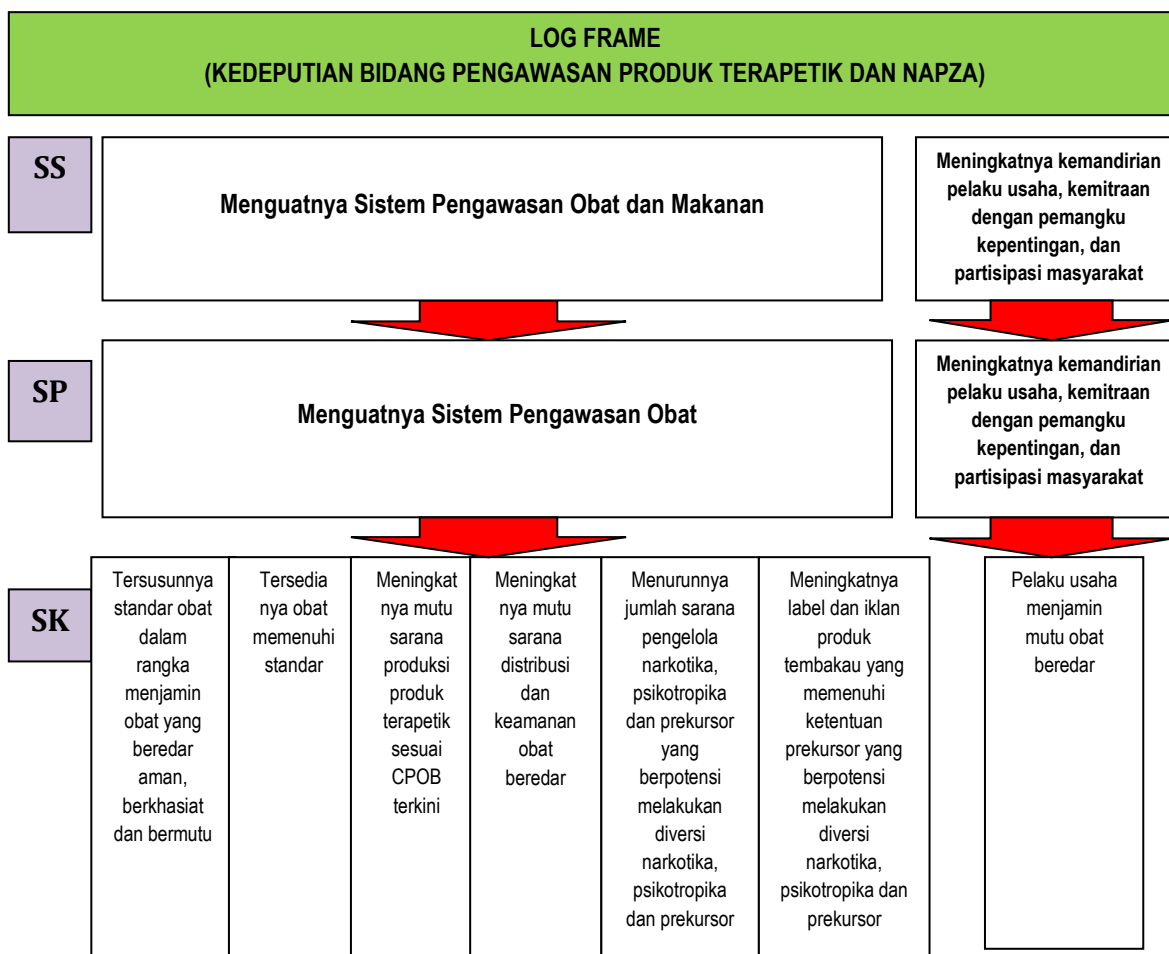 LOG FRAME
(KEDEPUTIAN BIDANG PENGAWASAN PRODUK TERAPETIK DAN NAPZA)
SS
Menguatnya Sistem Pengawasan Obat dan Makanan
Meningkatnya kemandirian
pelaku usaha, kemitraan
dengan pemangku
kepentingan, dan
partisipasi masyarakat
SP
Menguatnya Sistem Pengawasan Obat
Meningkatnya kemandirian
pelaku usaha, kemitraan
dengan pemangku
kepentingan, dan
partisipasi masyarakat
SK
Tersusunnya
standar obat
dalam
rangka
menjamin
obat yang
beredar
aman,
berkhasiat
dan bermutu
Tersedia
nya obat
memenuhi
standar
Meningkat
nya mutu
sarana
produksi
produk
terapetik
sesuai
CPOB
terkini
Meningkat
nya mutu
sarana
distribusi
dan
keamanan
obat
beredar
Menurunnya
jumlah sarana
pengelola
narkotika,
psikotropika
dan prekursor
yang
berpotensi
melakukan
diversi
narkotika,
psikotropika
dan prekursor
Meningkatnya
label dan iklan
produk
tembakau yang
memenuhi
ketentuan
prekursor yang
berpotensi
melakukan
diversi
narkotika,
psikotropika dan
prekursor
Pelaku usaha
menjamin
mutu obat
beredar